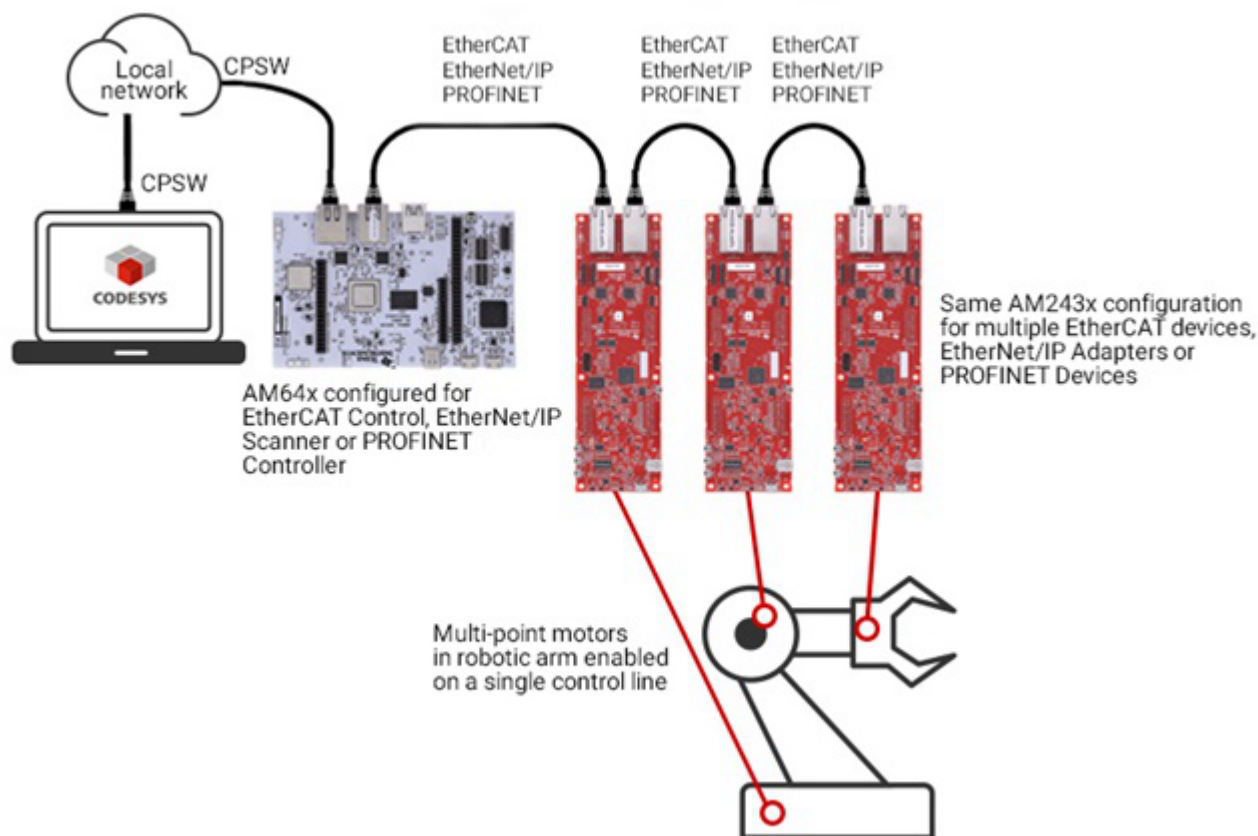 Local
network
CPSW
CPSW
CODESYS
EtherCAT
EtherNet/IP
PROFINET
EtherCAT
EtherNet/IP
PROFINET
EtherCAT
EtherNet/IP
PROFINET
AM64x configured for
EtherCAT Control, EtherNet/IP
Scanner or PROFINET
Controller
Same AM243x configuration
for multiple EtherCAT devices,
EtherNet/IP Adapters or
PROFINET Devices
Multi-point motors
in robotic arm enabled
on a single control line